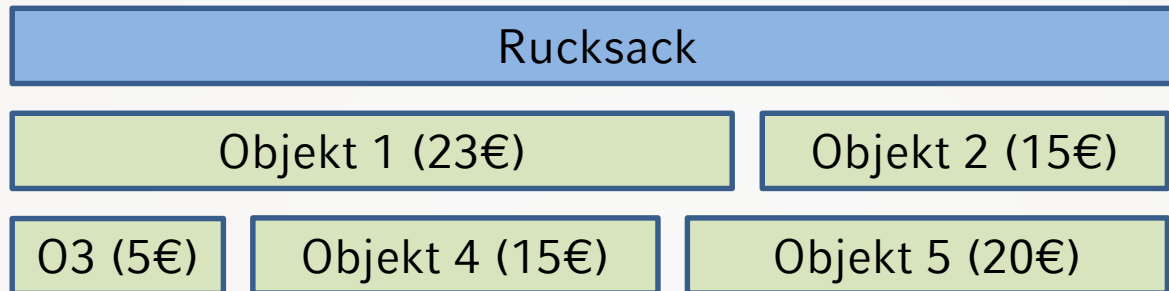 Rucksack
Objekt 1 (23€)
Objekt 2 (15€)
O3 (5€)
Objekt 4 (15€)
Objekt 5 (20€)